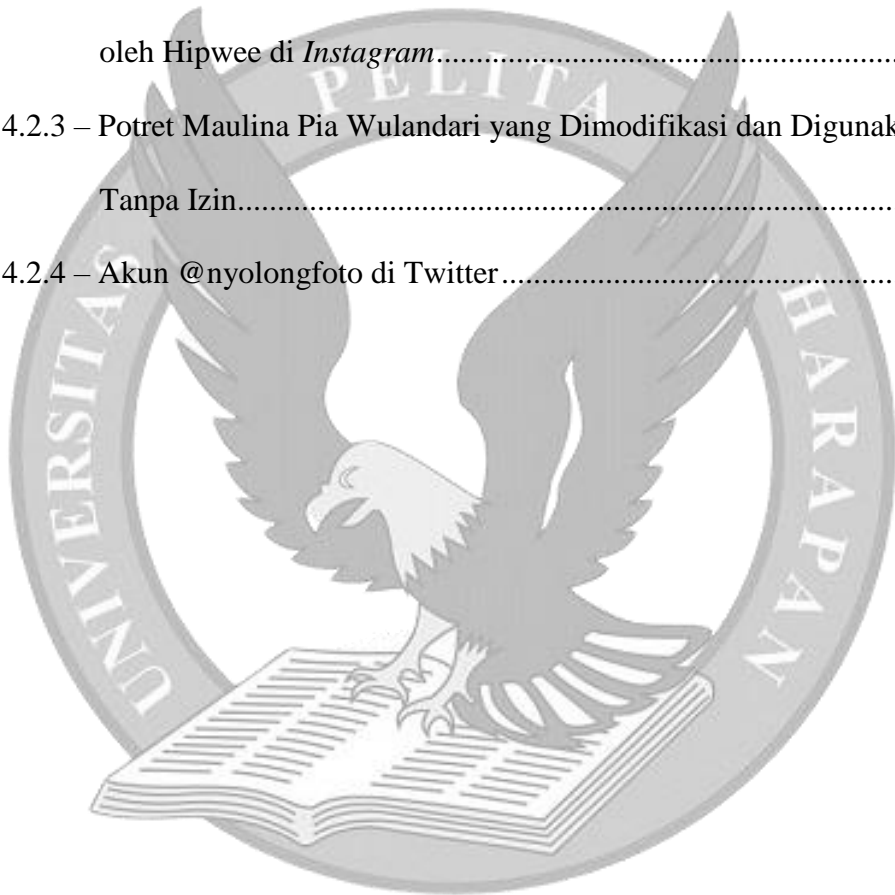 oleh Hipwee di Instagram..........................................................
4.2.3 – Potret Maulina Pia Wulandari yang Dimodifikasi dan Digunak
Tanpa Izin....................................................................................
4.2.4 – Akun @nyolongfoto di Twitter..................................................
UNIVERSITAS PELITA HARAPAN